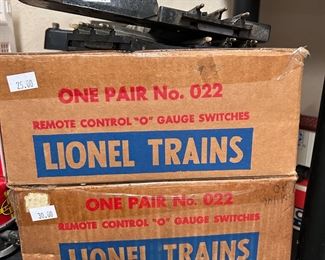 25.00
ONE PAIR No. 022
REMOTE CONTROL "O" GAUGE SWITCHES
LIONEL TRAINS
30.00
ONE PAIR No. 022
REMOTE CONTROL "O" GAUGE SWITCHES
LIONEL TRAINS